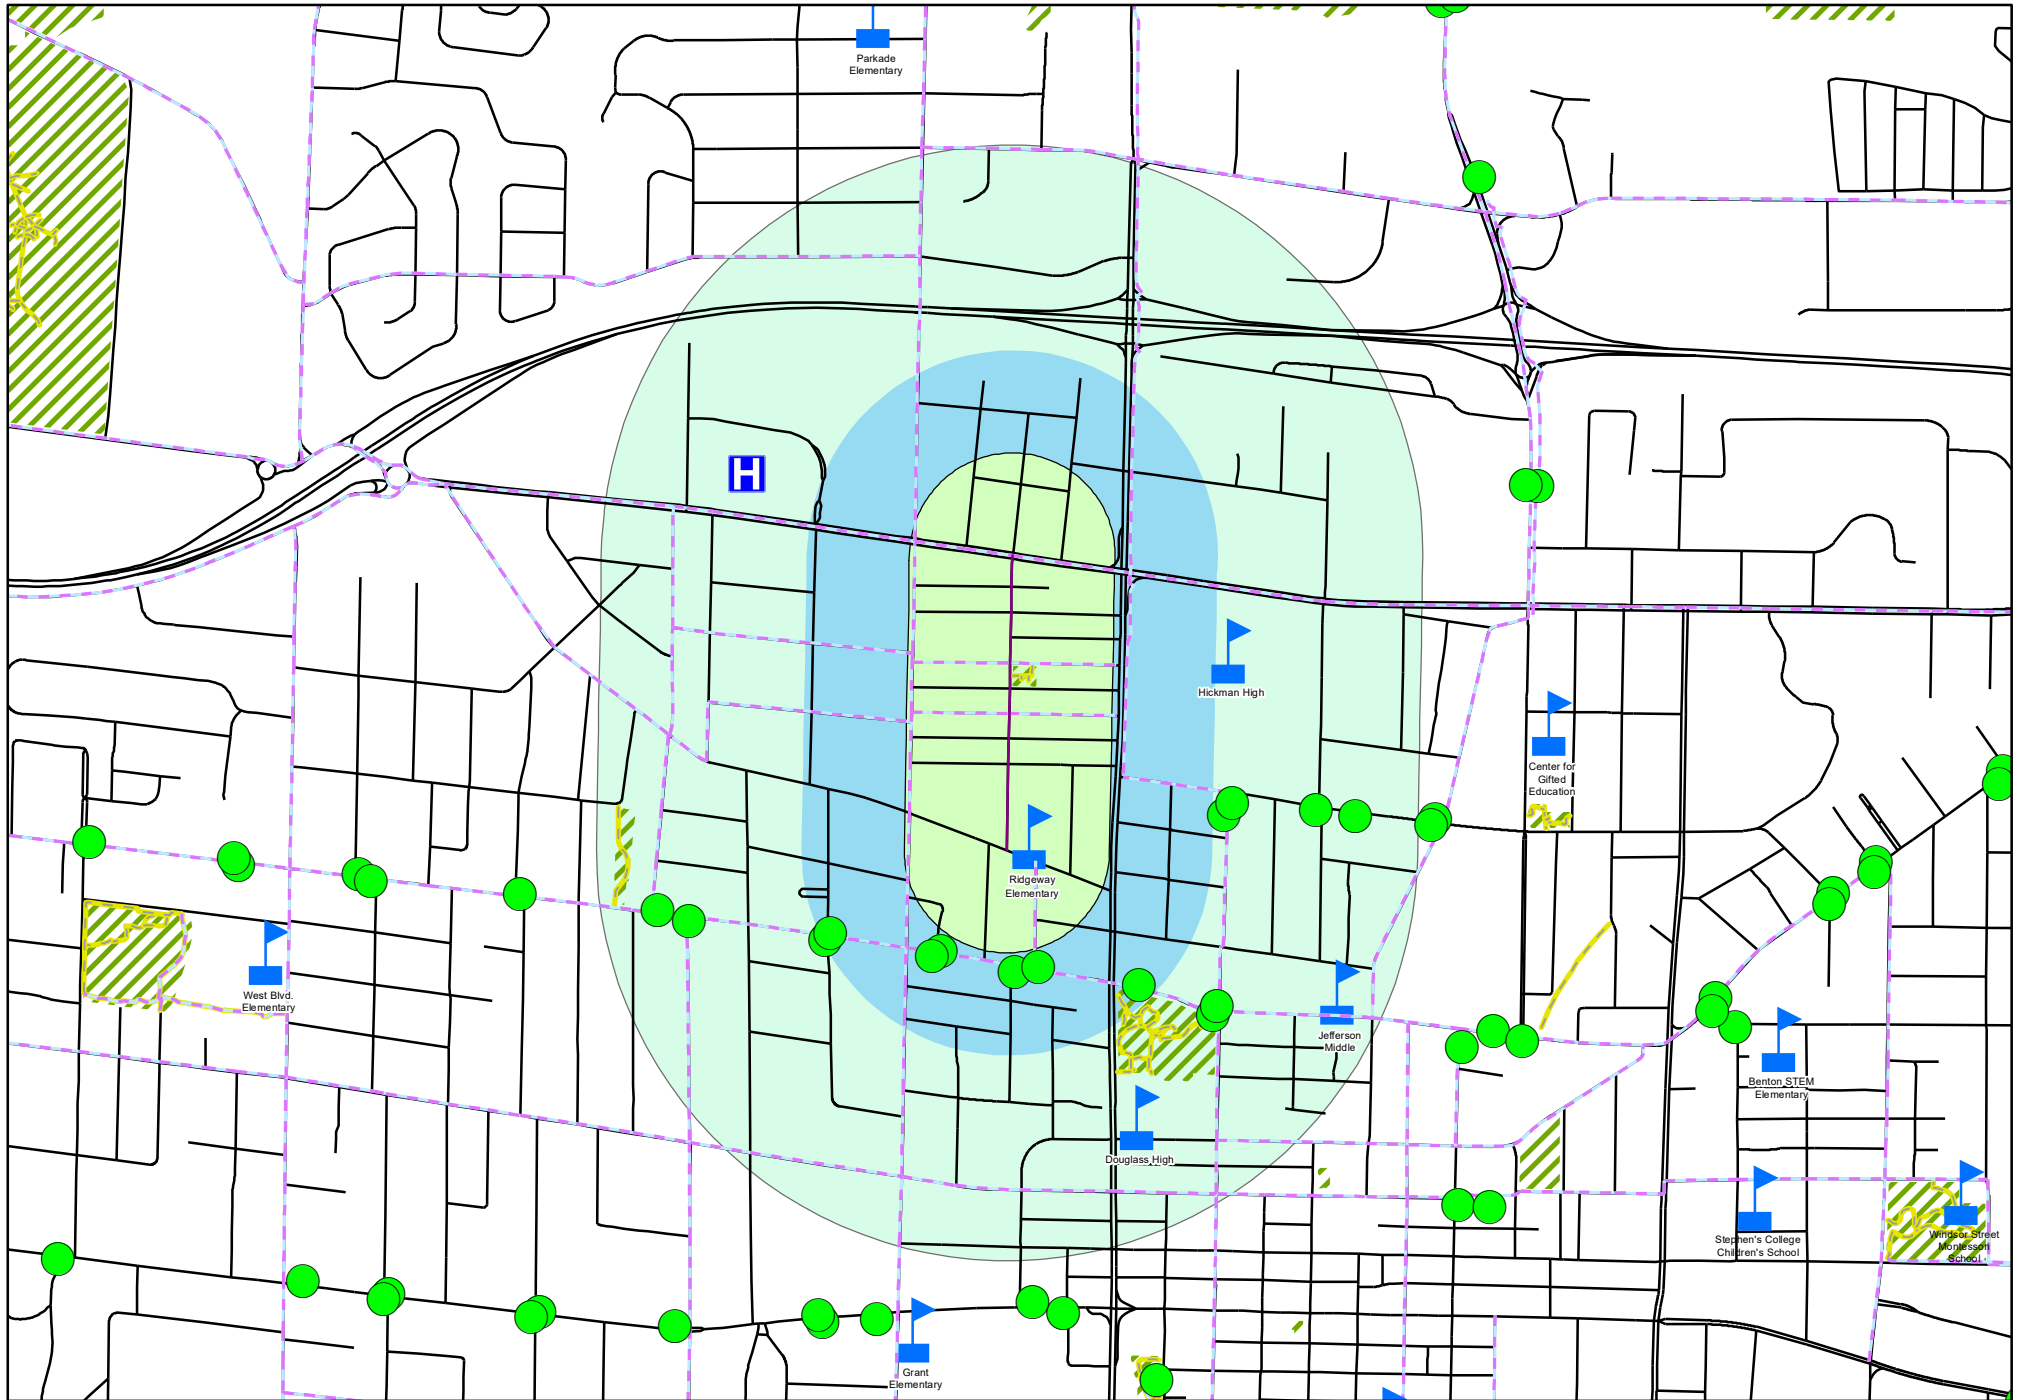 Parkade
Elementary
H
Hickman High
Center for
Gifted
Education
Ridgeway
Elementary
West Blvd.
Elementary
Jefferson
Middle
Benton STEM
Elementary
Douglass High
Stephen's College
Children's School
Windsor Street
Montessori
School
Grant
Elementary